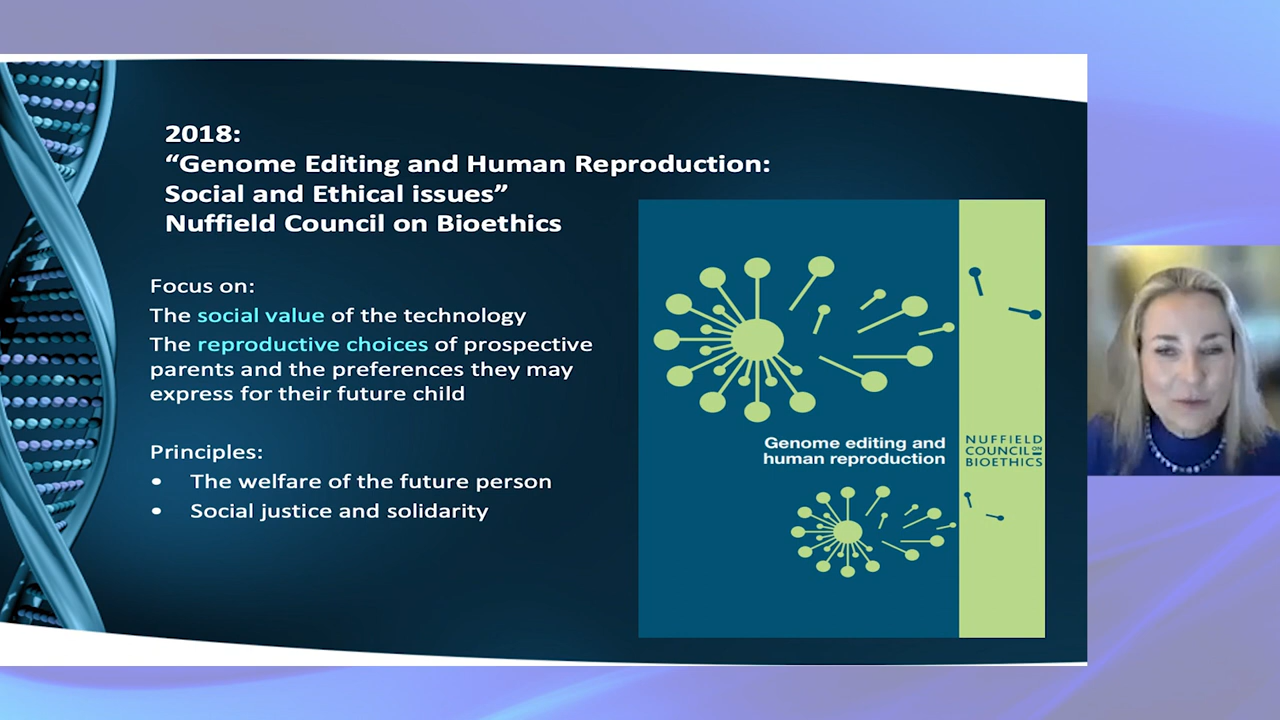 2018:
“Genome Editing and Human Reproduction:
Social and Ethical issues”
Nuffield Council on Bioethics
Focus on:
The social value of the technology
The reproductive choices of prospective
parents and the preferences they may
express for their future child
Principles:
• The welfare of the future person
• Social justice and solidarity
Genome editing and
human reproduction
NUFFIELD
COUNCIL ON
BIOETHICS